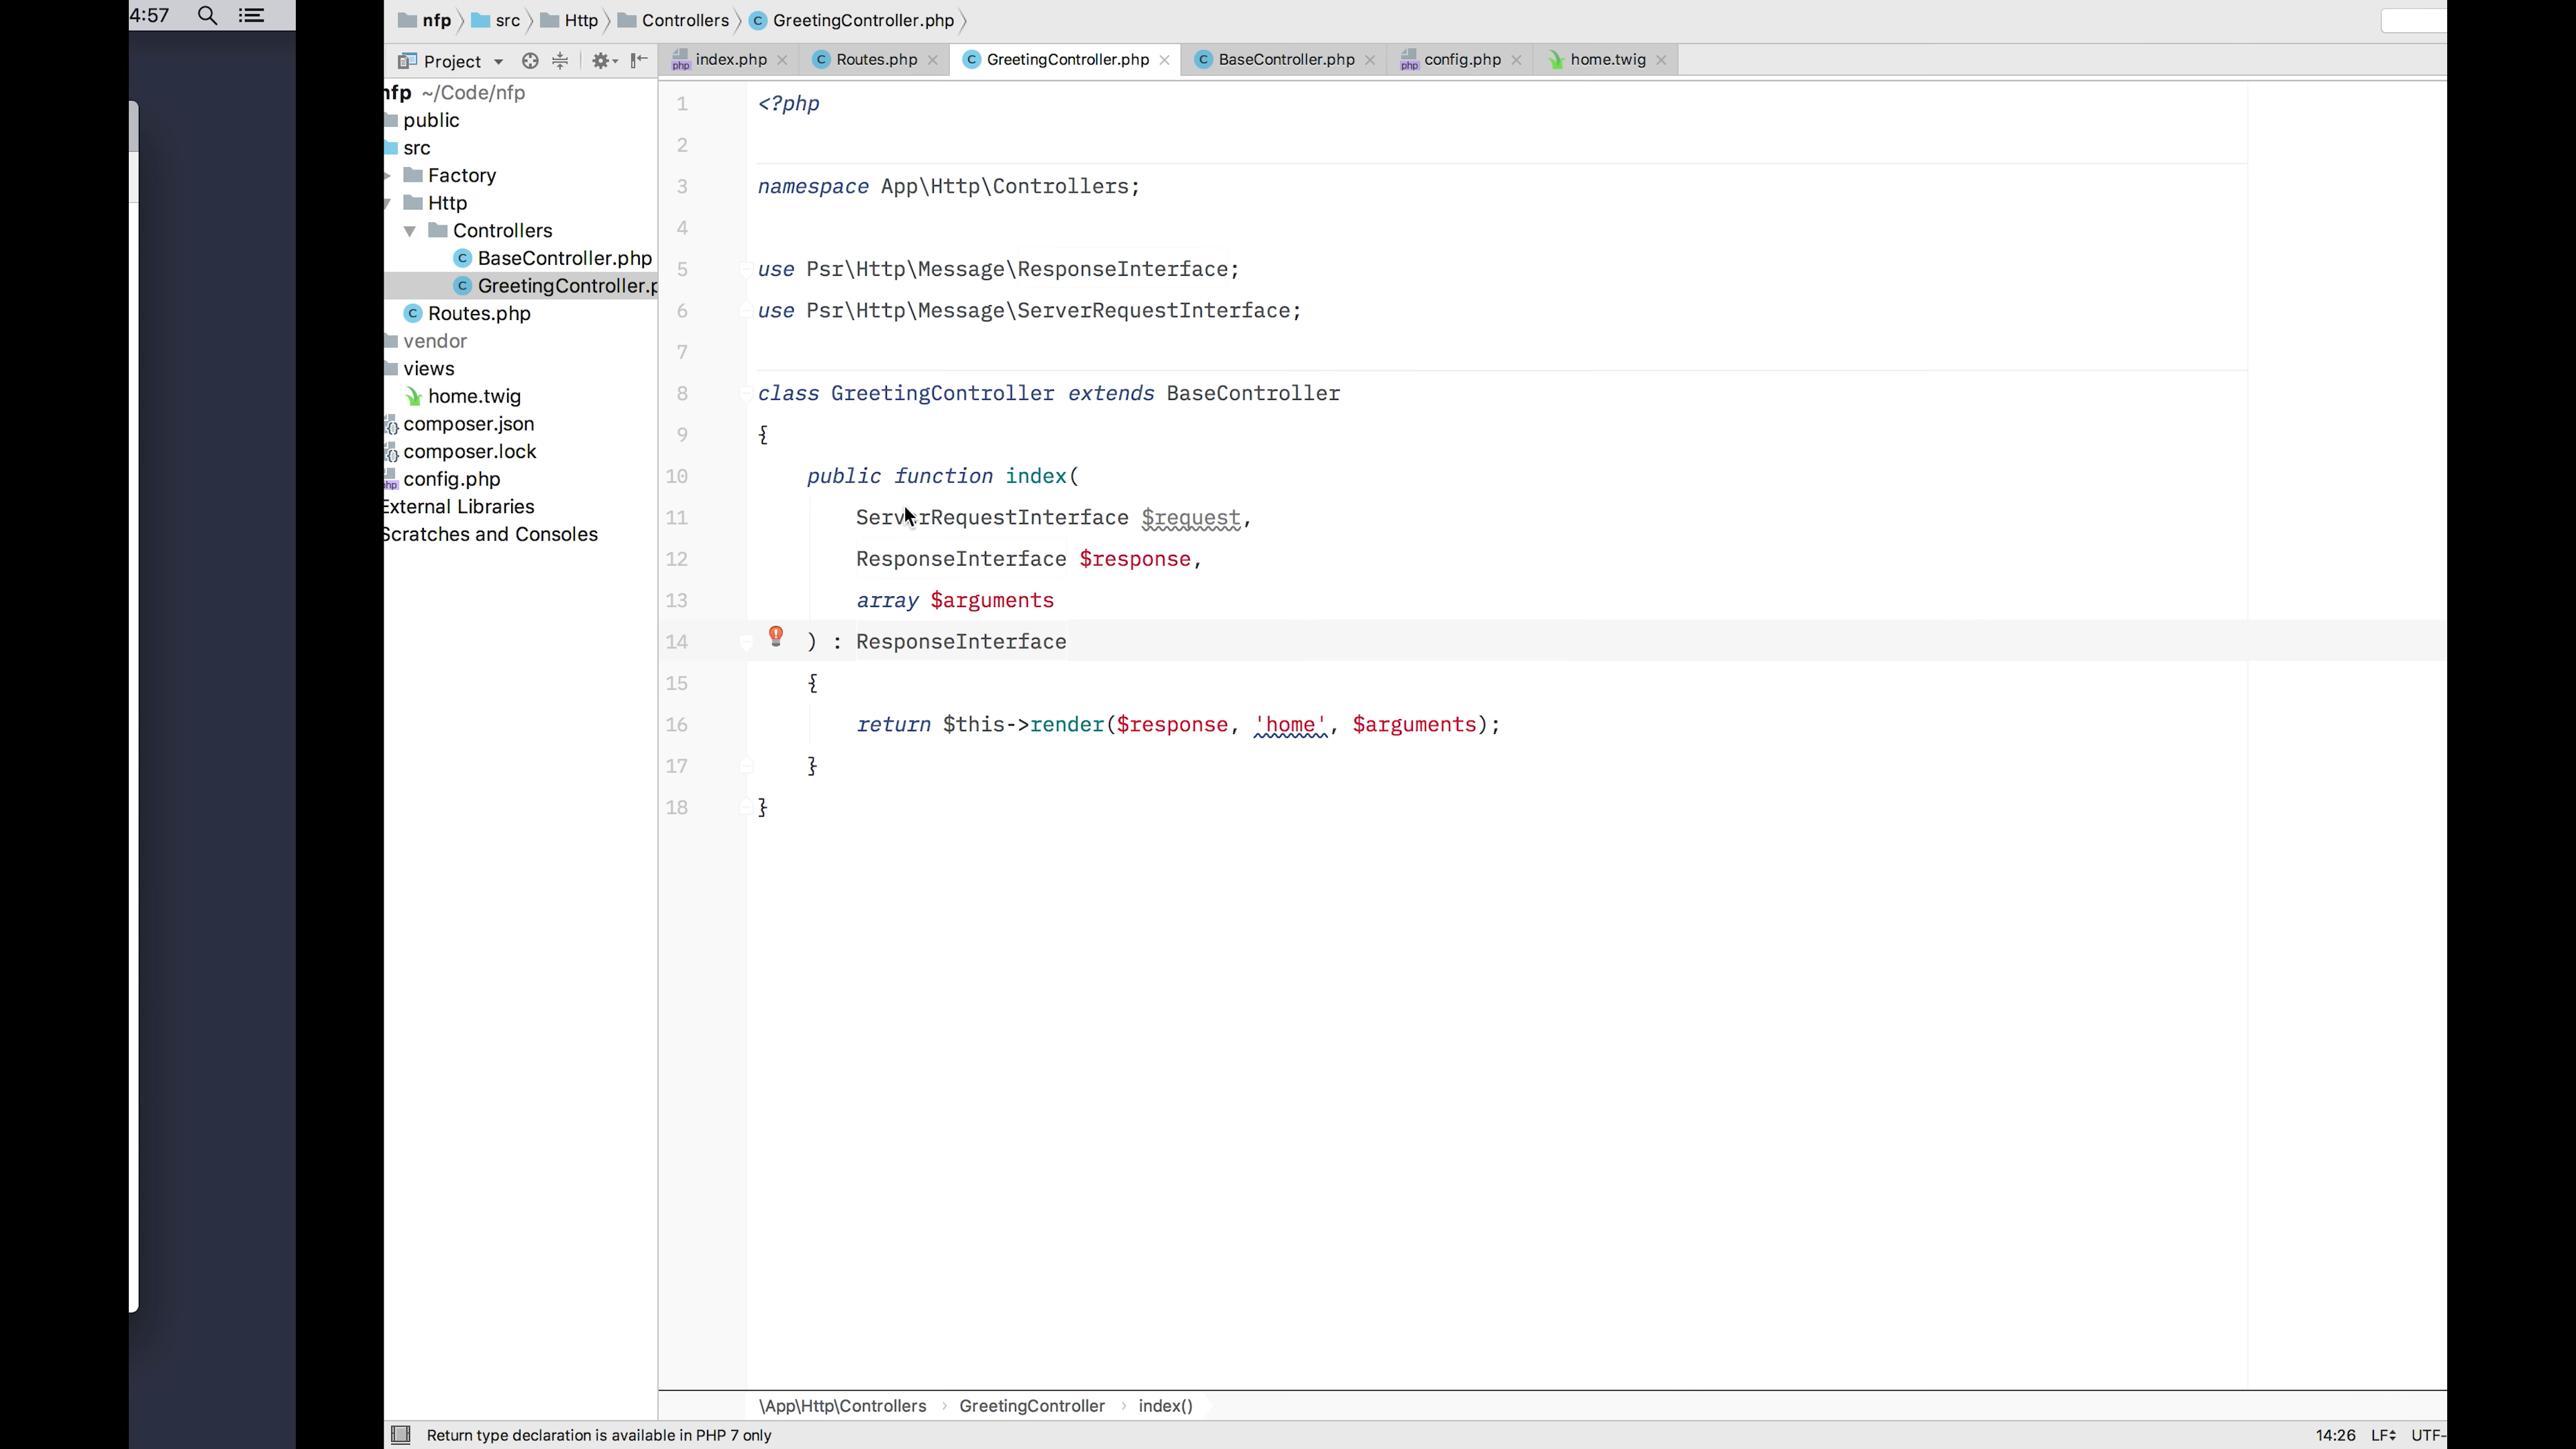 4:57
nfp src Http Controllers GreetingController.php
Project
index.php Routes.php GreetingController.php BaseController.php config.php home.twig
nfp ~/Code/nfp
public
src
Factory
Http
Controllers
BaseController.php
GreetingController.p
Routes.php
vendor
views
home.twig
composer.json
composer.lock
config.php
External Libraries
Scratches and Consoles
1 <?php
2
3 namespace App\Http\Controllers;
4
5 use Psr\Http\Message\ResponseInterface;
6 use Psr\Http\Message\ServerRequestInterface;
7
8 class GreetingController extends BaseController
9 {
10 public function index(
11 ServerRequestInterface $request,
12 ResponseInterface $response,
13 array $arguments
14 ) : ResponseInterface
15 {
16 return $this->render($response, 'home', $arguments);
17 }
18 }
\App\Http\Controllers › GreetingController › index()
Return type declaration is available in PHP 7 only
14:26 LF UTF-